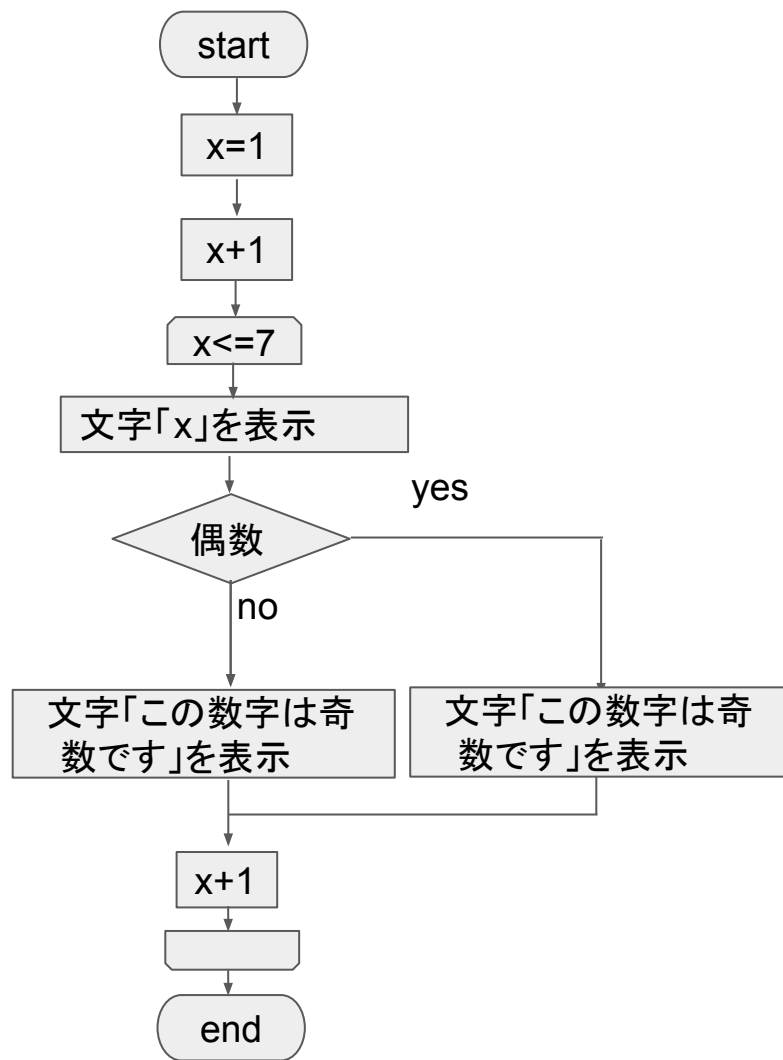 start
x=1
x+1
x<=7
文字「x」を表示
yes
偶数
no
文字「この数字は奇
数です」を表示
文字「この数字は奇
数です」を表示
x+1
end